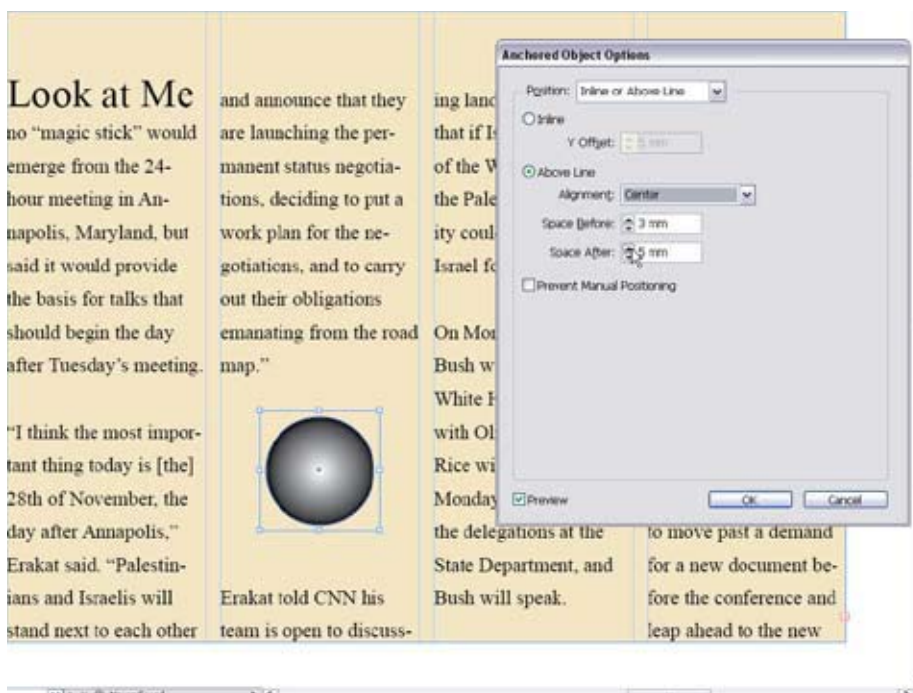 Look at Me
no “magic stick” would
emerge from the 24-
hour meeting in An-
napolis, Maryland, but
said it would provide
the basis for talks that
should begin the day
after Tuesday’s meeting.
“I think the most impor-
tant thing today is [the]
28th of November, the
day after Annapolis,”
Erakat said. “Palestin-
ians and Israelis will
stand next to each other
and announce that they
are launching the per-
manent status negotia-
tions, deciding to put a
work plan for the ne-
gotiations, and to carry
out their obligations
emanating from the road
map.”
Erakat told CNN his
team is open to discuss-
ing land
that if Is
of the W
the Pale
ity coul
Israel fo
On Mon
Bush w
White H
with Ol
Rice wi
Monday
the delegations at the
State Department, and
Bush will speak.
to move past a demand
for a new document be-
fore the conference and
leap ahead to the new
Anchored Object Options
Position: Inline or Above Line
Inline
Y Offset: 5 mm
Above Line
Alignment: Center
Space Before: 3 mm
Space After: 5 mm
Prevent Manual Positioning
Preview
OK
Cancel